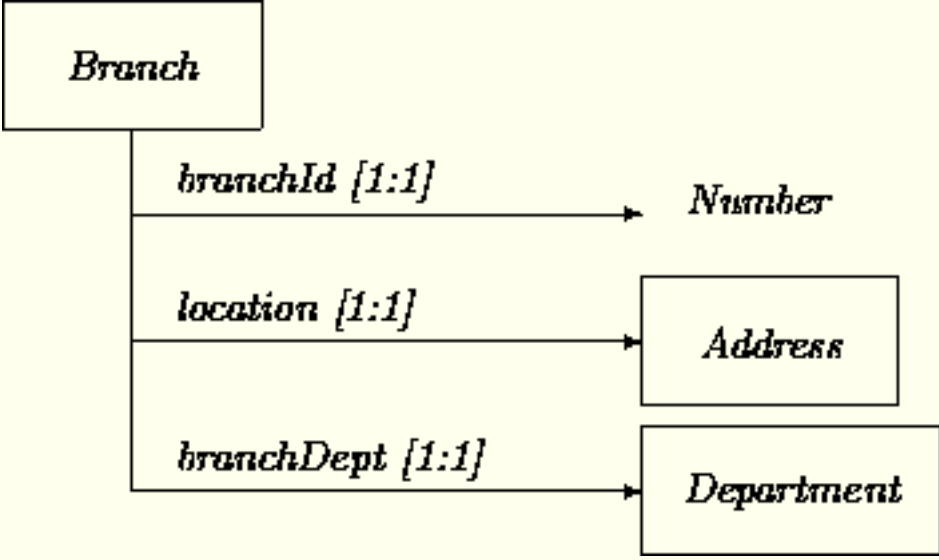 Branch
branchId [1:1]
Number
location [1:1]
Address
branchDept [1:1]
Department